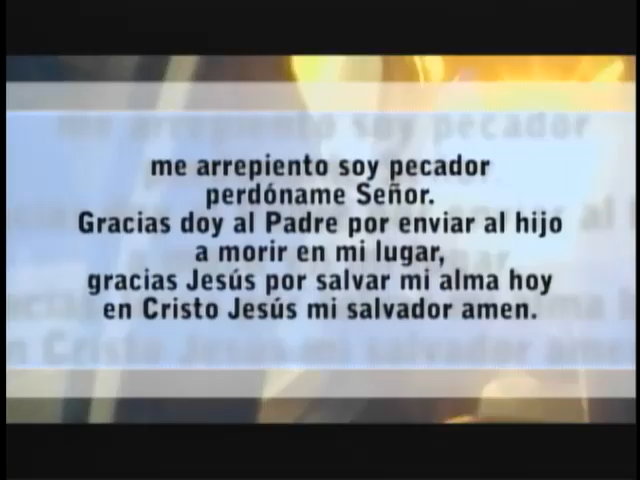 me arrepiento soy pecador
perdóname Señor.
Gracias doy al Padre por enviar al hijo
a morir en mi lugar,
gracias Jesús por salvar mi alma hoy
en Cristo Jesús mi salvador amen.